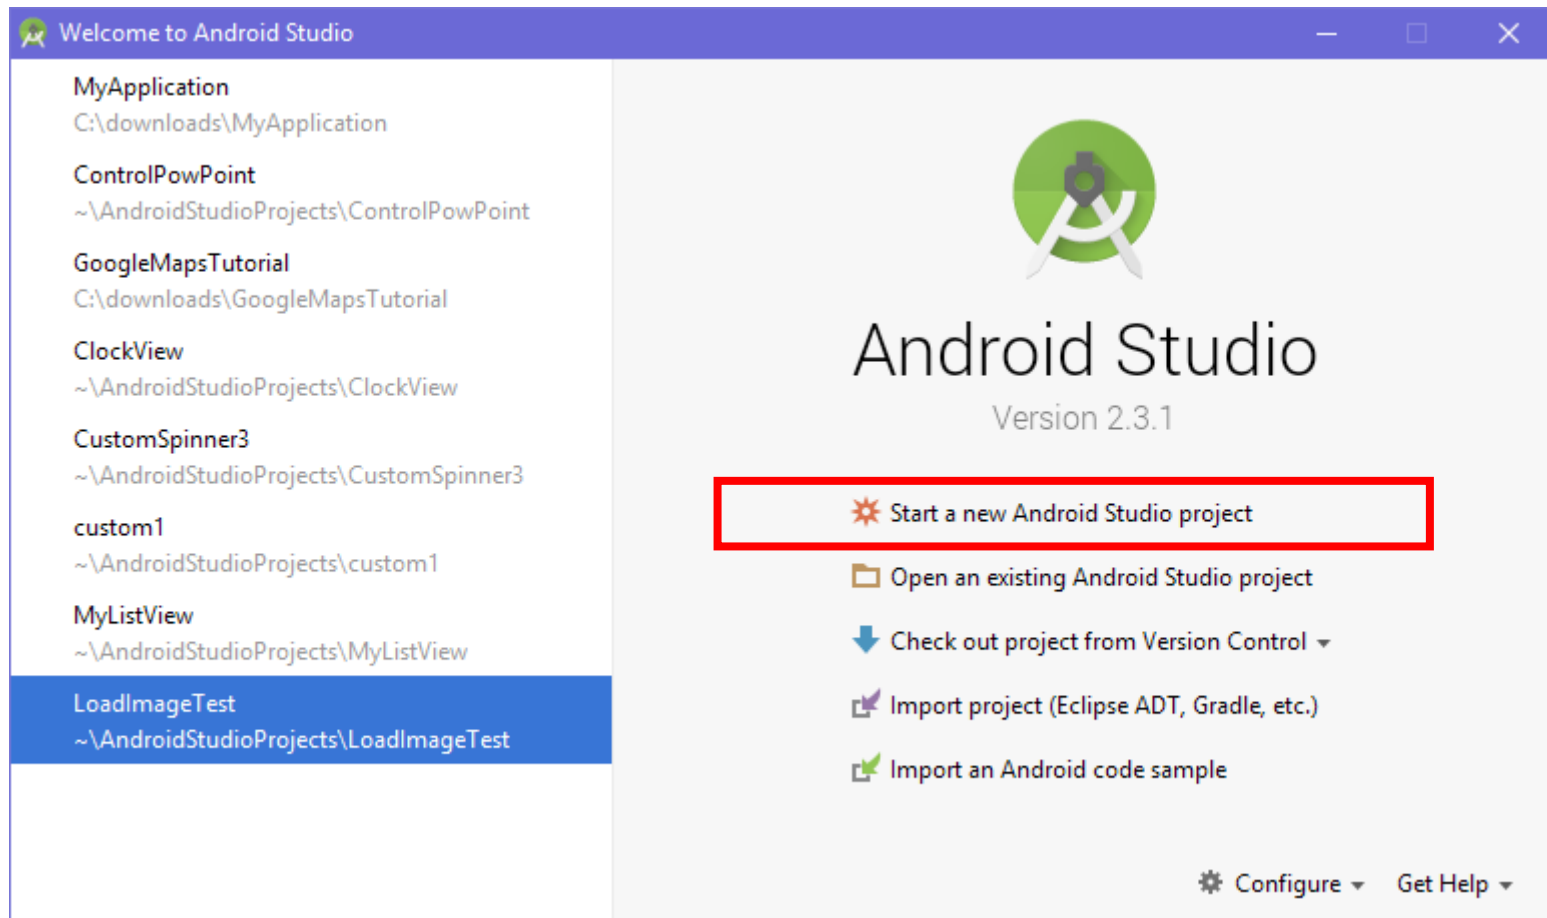 Welcome to Android Studio
MyApplication
C:\downloads\MyApplication
ControlPowPoint
~\AndroidStudioProjects\ControlPowPoint
GoogleMapsTutorial
C:\downloads\GoogleMapsTutorial
ClockView
~\AndroidStudioProjects\ClockView
CustomSpinner3
~\AndroidStudioProjects\CustomSpinner3
custom1
~\AndroidStudioProjects\custom1
MyListView
~\AndroidStudioProjects\MyListView
LoadImageTest
~\AndroidStudioProjects\LoadImageTest
Android Studio
Version 2.3.1
Start a new Android Studio project
Open an existing Android Studio project
Check out project from Version Control
Import project (Eclipse ADT, Gradle, etc.)
Import an Android code sample
Configure Get Help